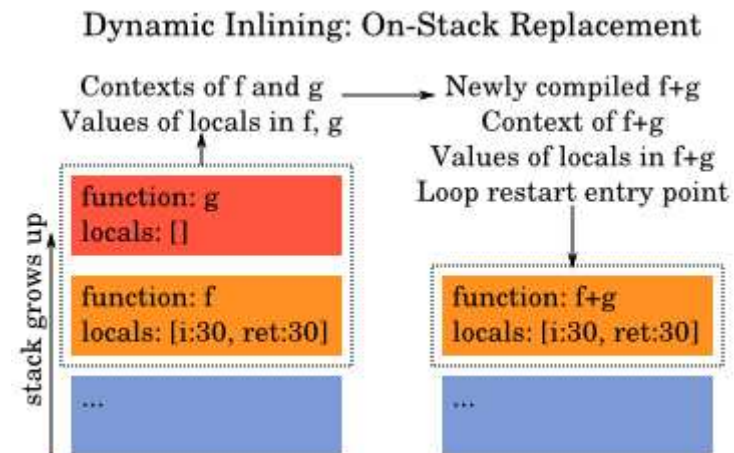 Dynamic Inlining: On-Stack Replacement
Contexts of f and g
Values of locals in f, g
function: g
locals: []
function: f
locals: [i:30, ret:30]
...
stack grows up
Newly compiled f+g
Context of f+g
Values of locals in f+g
Loop restart entry point
function: f+g
locals: [i:30, ret:30]
...